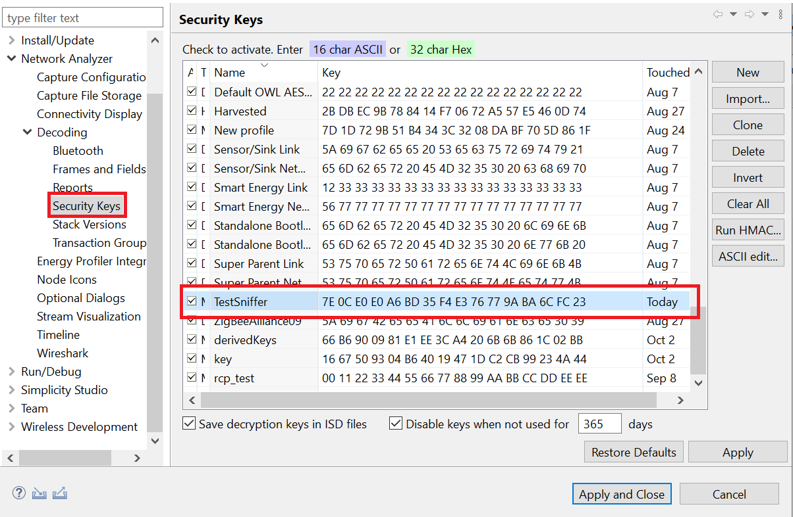 type filter text
Install/Update
Network Analyzer
Capture Configuratio
Capture File Storage
Connectivity Display
Decoding
Bluetooth
Frames and Fields
Reports
Security Keys
Stack Versions
Transaction Group
Energy Profiler Integr
Node Icons
Optional Dialogs
Stream Visualization
Timeline
Wireshark
Run/Debug
Simplicity Studio
Team
Wireless Development
Security Keys
Check to activate. Enter 16 char ASCII or 32 char Hex
A T Name Key Touched
D Default OWL AES... 22 22 22 22 22 22 22 22 22 22 22 22 22 22 22 22 Aug 7
H Harvested 2B DB EC 9B 78 84 14 F7 06 72 A5 57 E5 46 0D 74 Aug 27
M New profile 7D 1D 72 9B 51 B4 34 3C 32 08 DA BF 70 5D 86 1F Aug 24
D Sensor/Sink Link 5A 69 67 62 65 65 20 53 65 63 75 72 69 74 79 21 Aug 7
D Sensor/Sink Net... 65 6D 62 65 72 20 45 4D 32 35 30 20 63 68 69 70 Aug 7
D Smart Energy Link 12 33 33 33 33 33 33 33 33 33 33 33 33 33 33 33 Aug 7
D Smart Energy Ne... 56 77 77 77 77 77 77 77 77 77 77 77 77 77 77 77 Aug 7
D Standalone Bootl... 65 6D 62 65 72 20 45 4D 32 35 30 20 6C 69 6E 6B Aug 7
D Standalone Bootl... 65 6D 62 65 72 20 45 4D 32 35 30 20 6E 77 6B 20 Aug 7
D Super Parent Link 53 75 70 65 72 50 61 72 65 6E 74 4C 69 6E 6B 4B Aug 7
D Super Parent Net... 53 75 70 65 72 50 61 72 65 6E 74 4E 65 74 77 4B Aug 7
M TestSniffer 7E 0C E0 E0 A6 BD 35 F4 E3 76 77 9A BA 6C FC 23 Today
D ZigBeeAlliance09 5A 69 67 42 65 65 41 6C 6C 69 61 6E 63 65 30 39 Aug 27
M derivedKeys 66 B6 90 09 81 E1 EE 3C A4 20 6B 6B 86 1C 02 BB Oct 2
M key 16 67 50 93 04 B6 40 19 47 1D C2 CB 99 23 4A 44 Oct 2
M rcp_test 00 11 22 33 44 55 66 77 88 99 AA BB CC DD EE EE Sep 8
New
Import...
Clone
Delete
Invert
Clear All
Run HMAC...
ASCII edit...
Save decryption keys in ISD files Disable keys when not used for 365 days
Restore Defaults Apply
Apply and Close Cancel